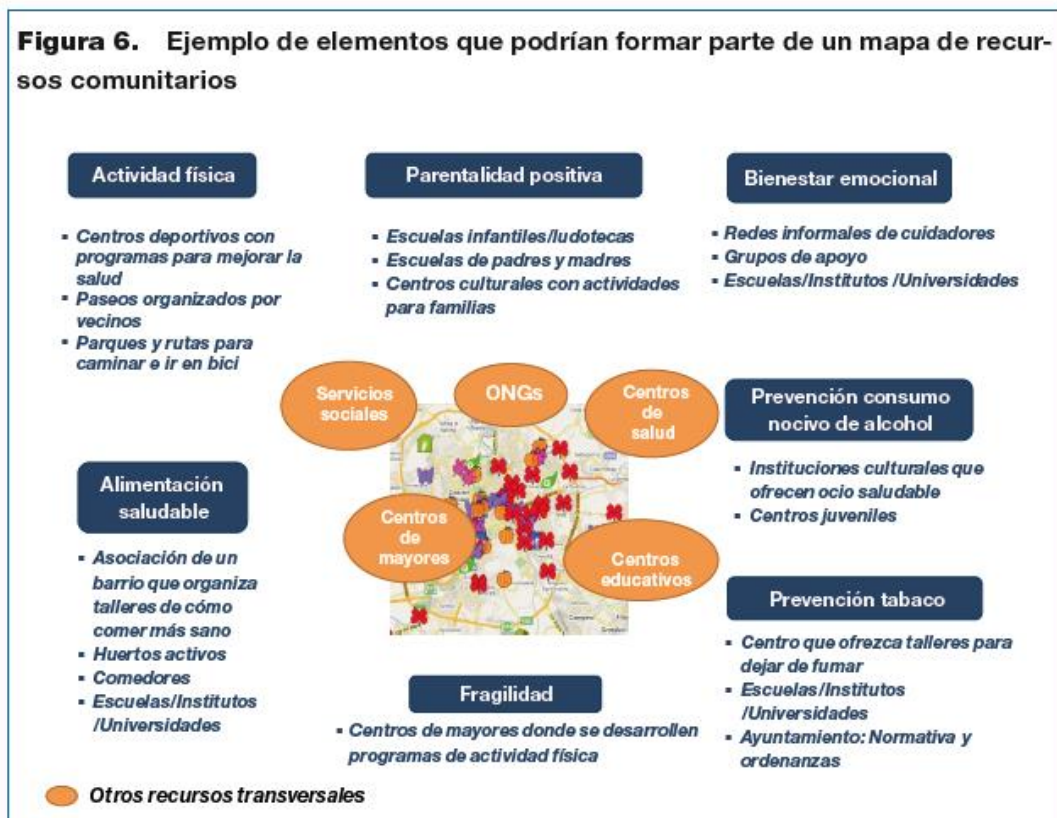 Figura 6. Ejemplo de elementos que podrían formar parte de un mapa de recur-
sos comunitarios
Actividad física
▪ Centros deportivos con
programas para mejorar la
salud
▪ Paseos organizados por
vecinos
▪ Parques y rutas para
caminar e ir en bici
Parentalidad positiva
▪ Escuelas infantiles/ludotecas
▪ Escuelas de padres y madres
▪ Centros culturales con actividades
para familias
Bienestar emocional
▪ Redes informales de cuidadores
▪ Grupos de apoyo
▪ Escuelas/Institutos /Universidades
Servicios
sociales
ONGs
Centros
de
salud
Centros
de
mayores
Centros
educativos
Prevención consumo
nocivo de alcohol
▪ Instituciones culturales que
ofrecen ocio saludable
▪ Centros juveniles
Alimentación
saludable
▪ Asociación de un
barrio que organiza
talleres de cómo
comer más sano
▪ Huertos activos
▪ Comedores
▪ Escuelas/Institutos
/Universidades
Fragilidad
▪ Centros de mayores donde se desarrollen
programas de actividad física
Prevención tabaco
▪ Centro que ofrezca talleres para
dejar de fumar
▪ Escuelas/Institutos
/Universidades
▪ Ayuntamiento: Normativa y
ordenanzas
Otros recursos transversales